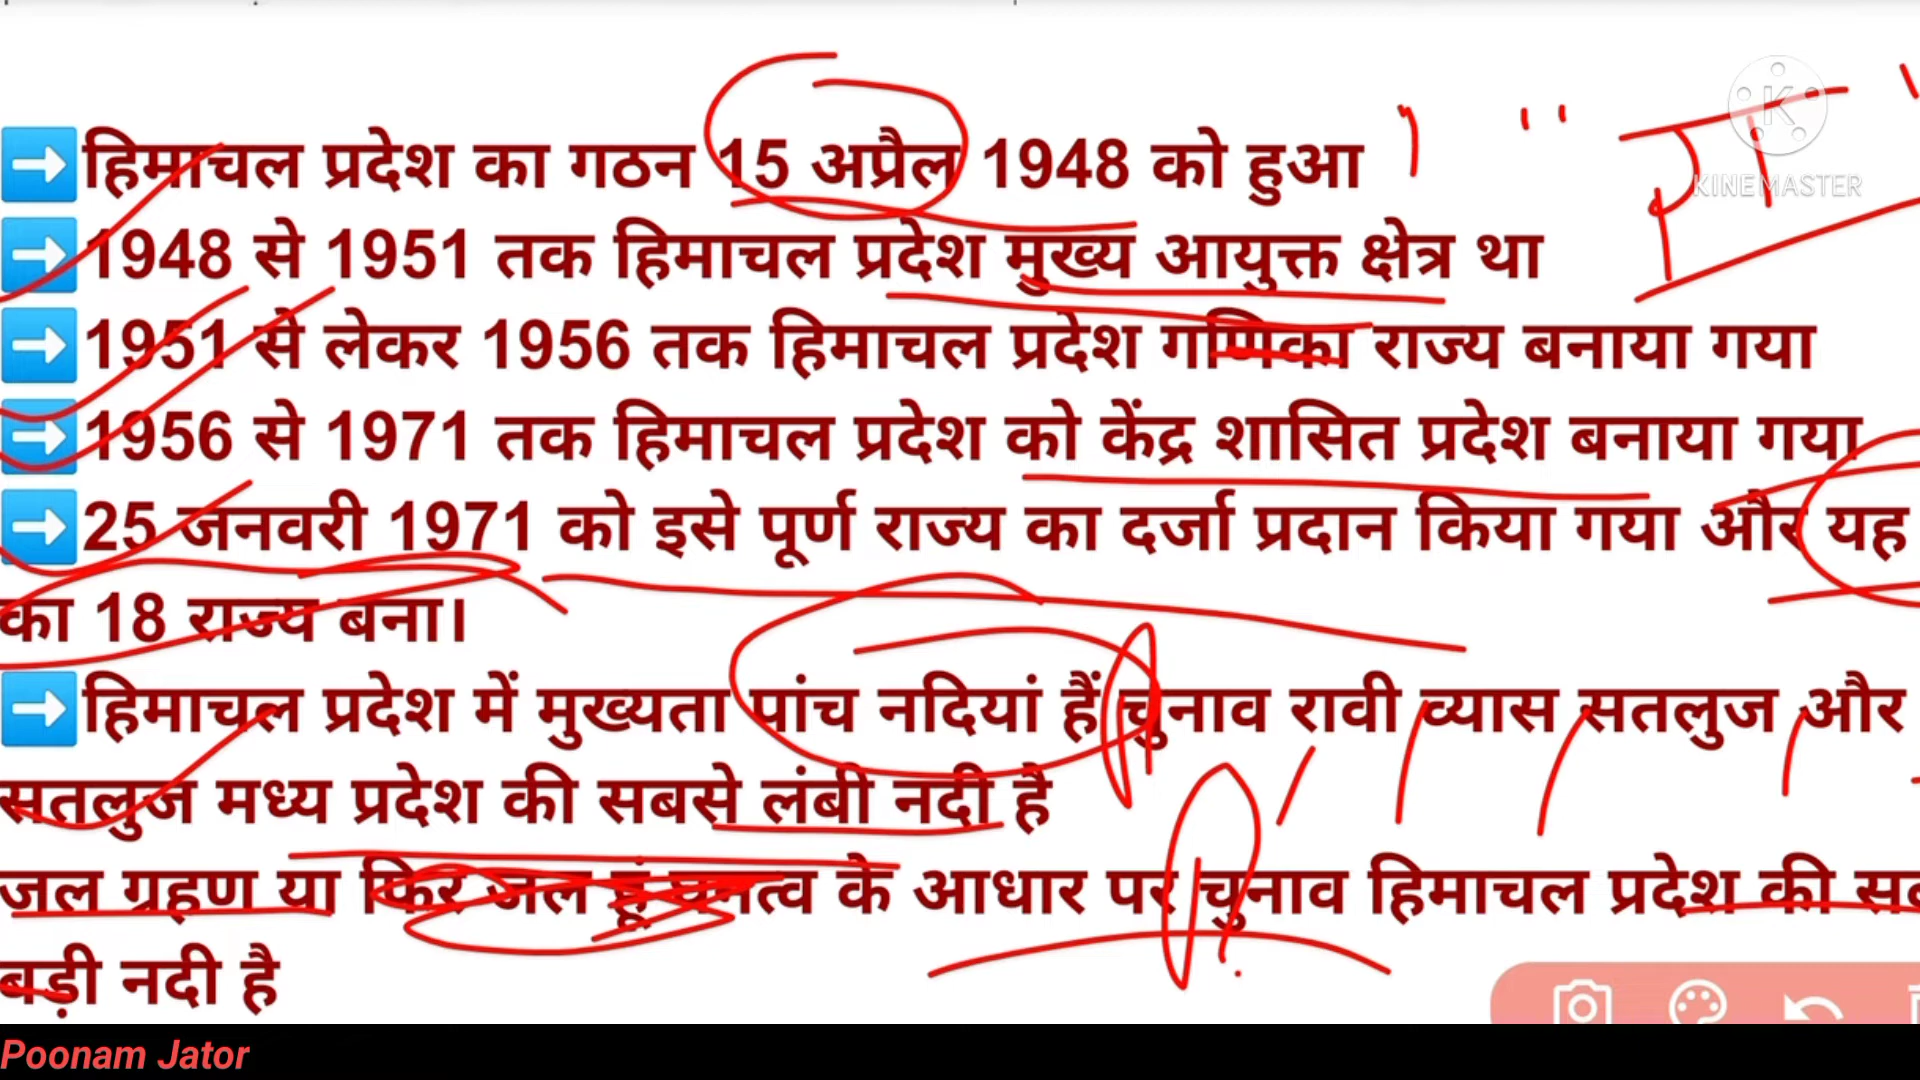 KINEMASTER
➡हिमाचल प्रदेश का गठन 15 अप्रैल 1948 को हुआ
➡1948 से 1951 तक हिमाचल प्रदेश मुख्य आयुक्त क्षेत्र था
➡1951 से लेकर 1956 तक हिमाचल प्रदेश गणिका राज्य बनाया गया
➡1956 से 1971 तक हिमाचल प्रदेश को केंद्र शासित प्रदेश बनाया गया
➡25 जनवरी 1971 को इसे पूर्ण राज्य का दर्जा प्रदान किया गया और यह
का 18 राज्य बना।
➡हिमाचल प्रदेश में मुख्यता पांच नदियां हैं चुनाव रावी व्यास सतलुज और
सतलुज मध्य प्रदेश की सबसे लंबी नदी है
जल ग्रहण या फिर जल के आधार पर चुनाव हिमाचल प्रदेश की
बड़ी नदी है
Poonam Jator